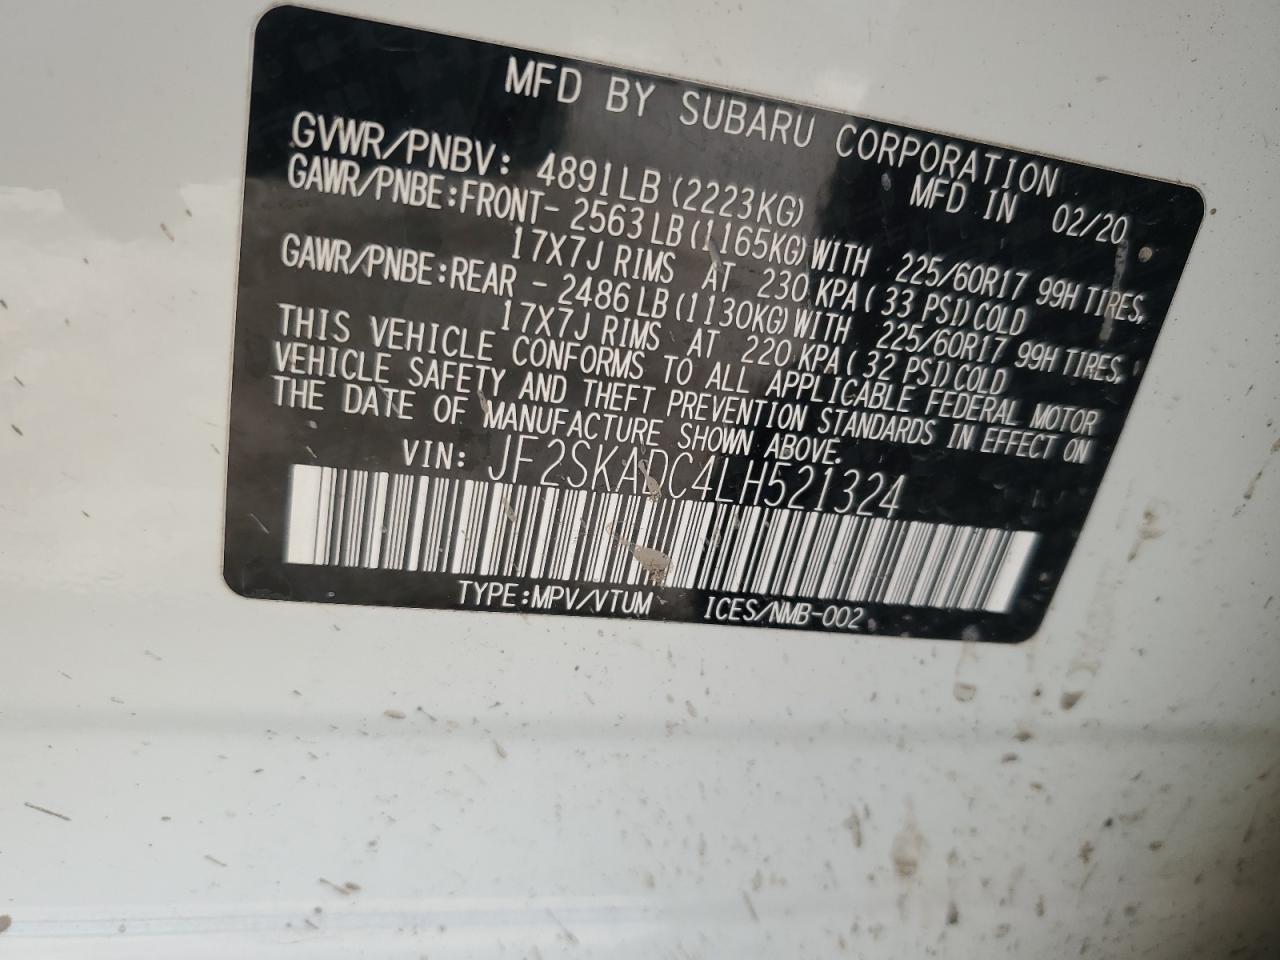 MFD BY SUBARU CORPORATION
GVWR/PNBV: 4891LB (2223KG) MFD IN 02/20
GAWR/PNBE:FRONT- 2563LB (1165KG) WITH 225/60R17 99H TIRES,
17X7J RIMS AT 230 KPA( 33 PSI) COLD
GAWR/PNBE:REAR - 2486LB (1130KG) WITH 225/60R17 99H TIRES,
17X7J RIMS AT 220 KPA( 32 PSI) COLD
THIS VEHICLE CONFORMS TO ALL APPLICABLE FEDERAL MOTOR
VEHICLE SAFETY AND THEFT PREVENTION STANDARDS IN EFFECT ON
THE DATE OF MANUFACTURE SHOWN ABOVE.
VIN: JF2SKADC4LH521324
TYPE:MPV/VTUM ICES/NMB-002